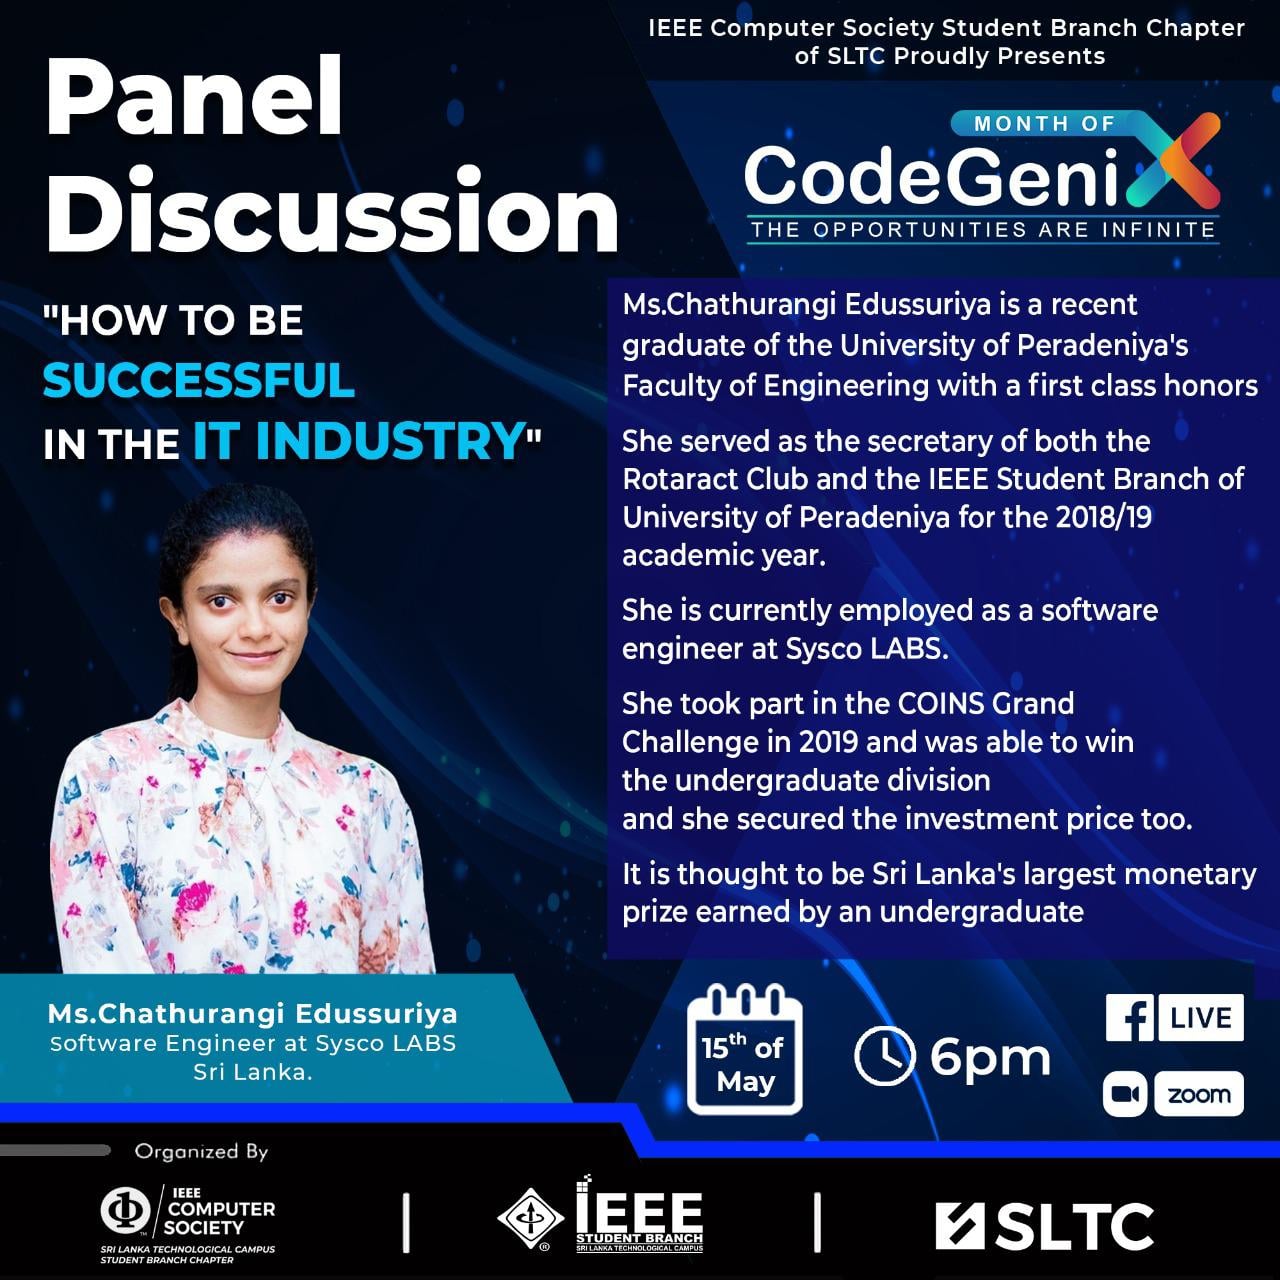 IEEE Computer Society Student Branch Chapter
of SLTC Proudly Presents
Panel
Discussion
MONTH OF
CodeGeniX
THE OPPORTUNITIES ARE INFINITE
"HOW TO BE
SUCCESSFUL
IN THE IT INDUSTRY"
Ms.Chathurangi Edussuriya is a recent
graduate of the University of Peradeniya's
Faculty of Engineering with a first class honors
She served as the secretary of both the
Rotaract Club and the IEEE Student Branch of
University of Peradeniya for the 2018/19
academic year.
She is currently employed as a software
engineer at Sysco LABS.
She took part in the COINS Grand
Challenge in 2019 and was able to win
the undergraduate division
and she secured the investment price too.
It is thought to be Sri Lanka's largest monetary
prize earned by an undergraduate
Ms.Chathurangi Edussuriya
Software Engineer at Sysco LABS
Sri Lanka.
15th of
May
6pm
f LIVE
zoom
Organized By
IEEE
COMPUTER
SOCIETY
TM
SRI LANKA TECHNOLOGICAL CAMPUS
STUDENT BRANCH CHAPTER
®
IEEE
STUDENT BRANCH
SRI LANKA TECHNOLOGICAL CAMPUS
SLTC